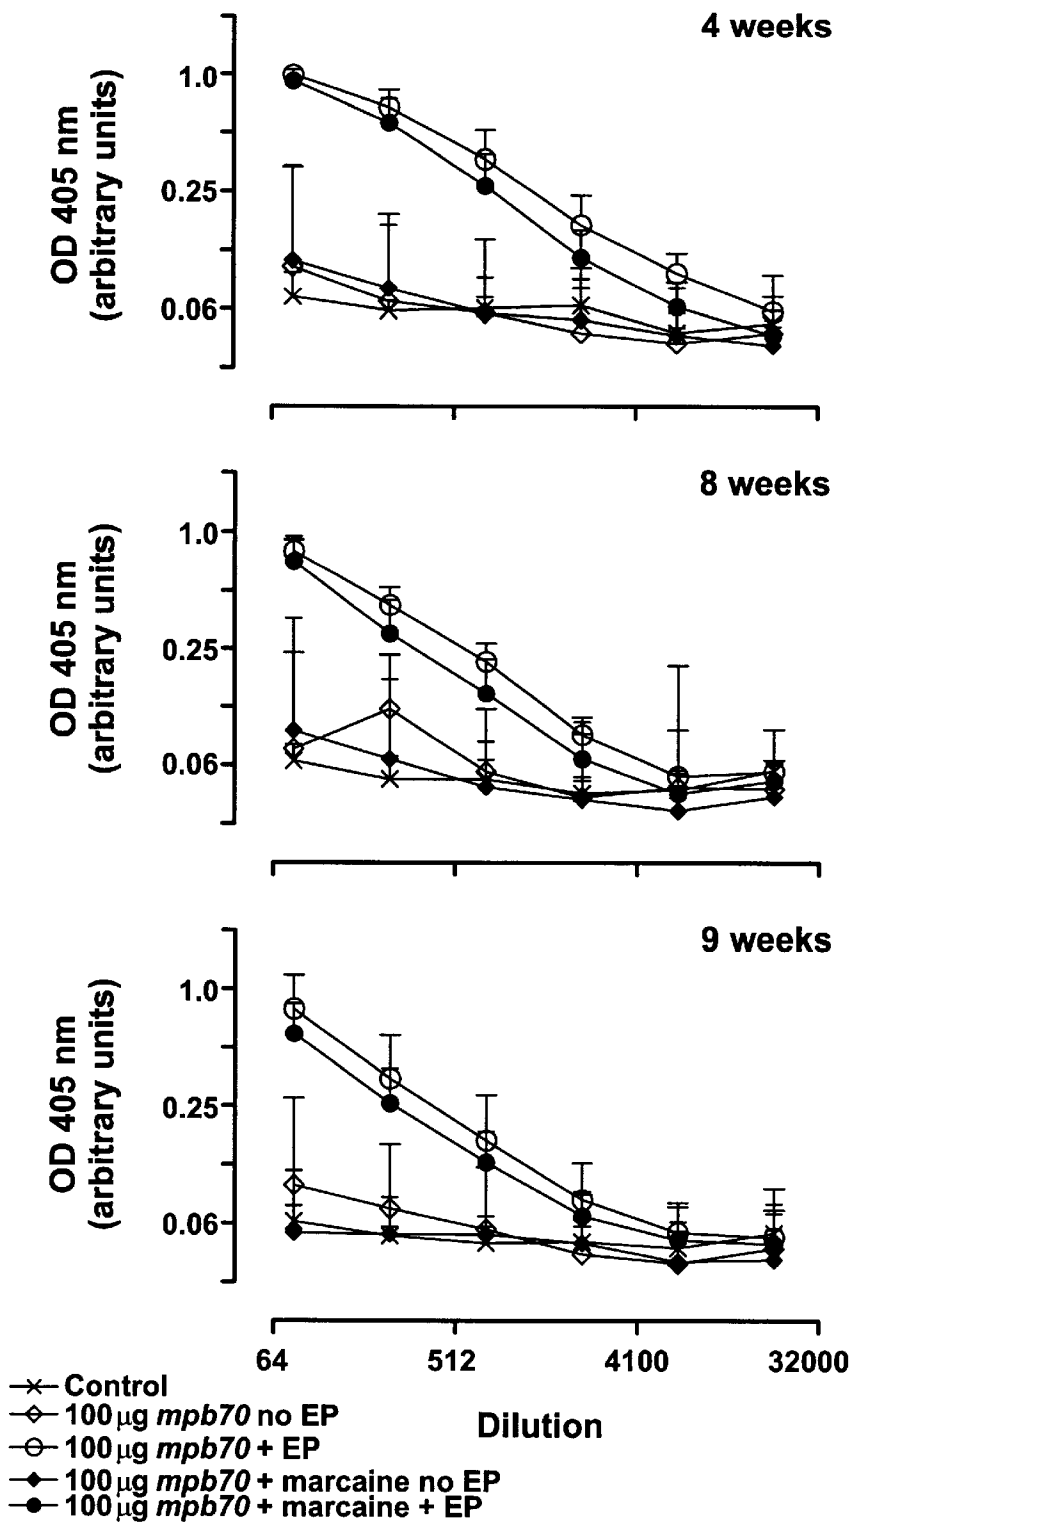 4 weeks
OD 405 nm
(arbitrary units)
1.0
0.25
0.06
8 weeks
OD 405 nm
(arbitrary units)
1.0
0.25
0.06
9 weeks
OD 405 nm
(arbitrary units)
1.0
0.25
0.06
64 512 4100 32000
Dilution
Control
100 µg mpb70 no EP
100 µg mpb70 + EP
100 µg mpb70 + marcaine no EP
100 µg mpb70 + marcaine + EP